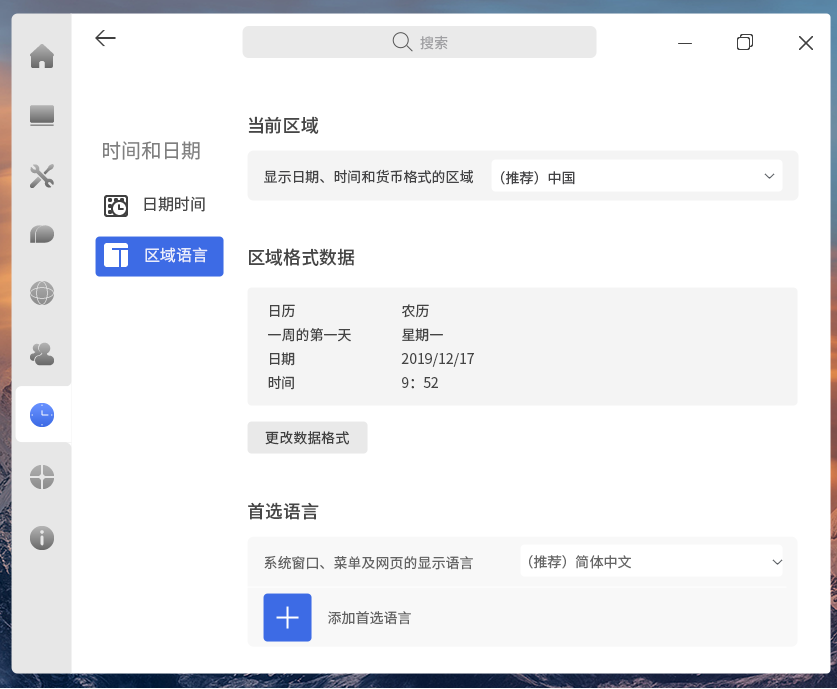 搜索
时间和日期
日期时间
区域语言
当前区域
显示日期、时间和货币格式的区域
（推荐）中国
区域格式数据
日历 农历
一周的第一天 星期一
日期 2019/12/17
时间 9：52
更改数据格式
首选语言
系统窗口、菜单及网页的显示语言
（推荐）简体中文
添加首选语言